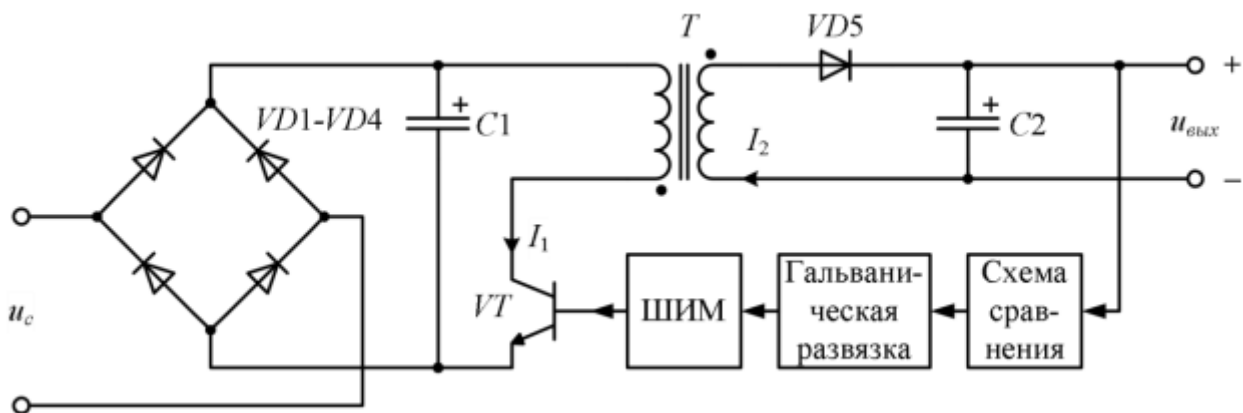 T
VD5
VD1-VD4
+
C1
+
C2
+
u_вых
–
I₂
I₁
u_c
VT
ШИМ
Гальвани-
ческая
развязка
Схема
срав-
нения